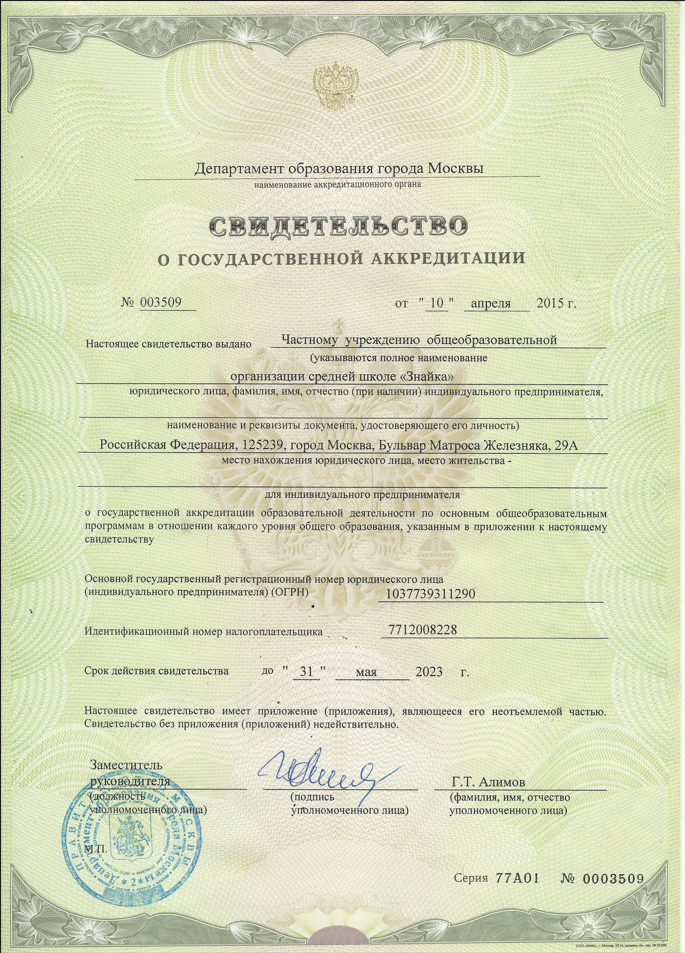 Департамент образования города Москвы
наименование аккредитационного органа
СВИДЕТЕЛЬСТВО
О ГОСУДАРСТВЕННОЙ АККРЕДИТАЦИИ
№ 003509 от "10" апреля 2015 г.
Настоящее свидетельство выдано Частному учреждению общеобразовательной
(указываются полное наименование
организации средней школе «Знайка»
юридического лица, фамилия, имя, отчество (при наличии) индивидуального предпринимателя,
наименование и реквизиты документа, удостоверяющего его личность)
Российская Федерация, 125239, город Москва, Бульвар Матроса Железняка, 29А
место нахождения юридического лица, место жительства -
для индивидуального предпринимателя
о государственной аккредитации образовательной деятельности по основным общеобразовательным
программам в отношении каждого уровня общего образования, указанным в приложении к настоящему
свидетельству
Основной государственный регистрационный номер юридического лица
(индивидуального предпринимателя) (ОГРН) 1037739311290
Идентификационный номер налогоплательщика 7712008228
Срок действия свидетельства до "31" мая 2023 г.
Настоящее свидетельство имеет приложение (приложения), являющееся его неотъемлемой частью.
Свидетельство без приложения (приложений) недействительно.
Заместитель
руководителя Г.Т. Алимов
(должность (подпись (фамилия, имя, отчество
уполномоченного лица) уполномоченного лица) уполномоченного лица)
М.П.
ПРАВИТЕЛЬСТВО МОСКВЫ
Департамент образования города Москвы
*2*
Серия 77А01 № 0003509